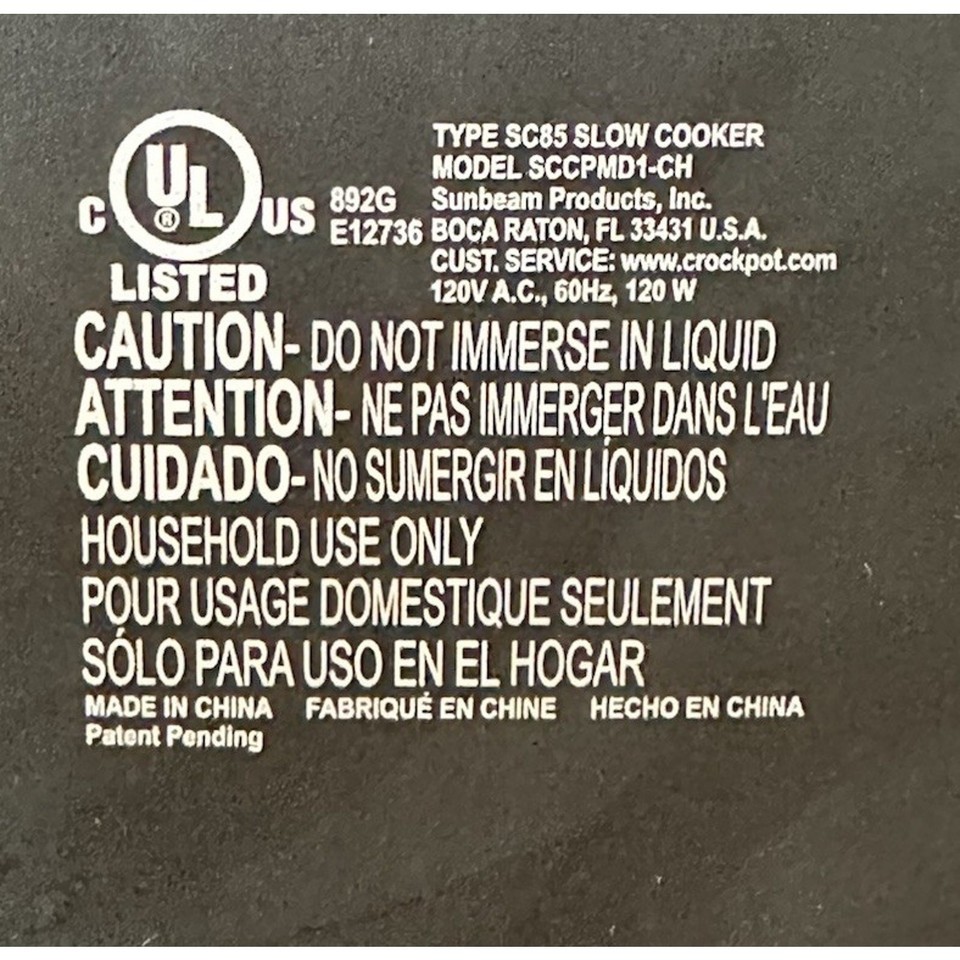 C UL ® US
LISTED
892G
E12736
TYPE SC85 SLOW COOKER
MODEL SCCPMD1-CH
Sunbeam Products, Inc.
BOCA RATON, FL 33431 U.S.A.
CUST. SERVICE: www.crockpot.com
120V A.C., 60Hz, 120 W
CAUTION- DO NOT IMMERSE IN LIQUID
ATTENTION- NE PAS IMMERGER DANS L'EAU
CUIDADO- NO SUMERGIR EN LÍQUIDOS
HOUSEHOLD USE ONLY
POUR USAGE DOMESTIQUE SEULEMENT
SÓLO PARA USO EN EL HOGAR
MADE IN CHINA FABRIQUÉ EN CHINE HECHO EN CHINA
Patent Pending